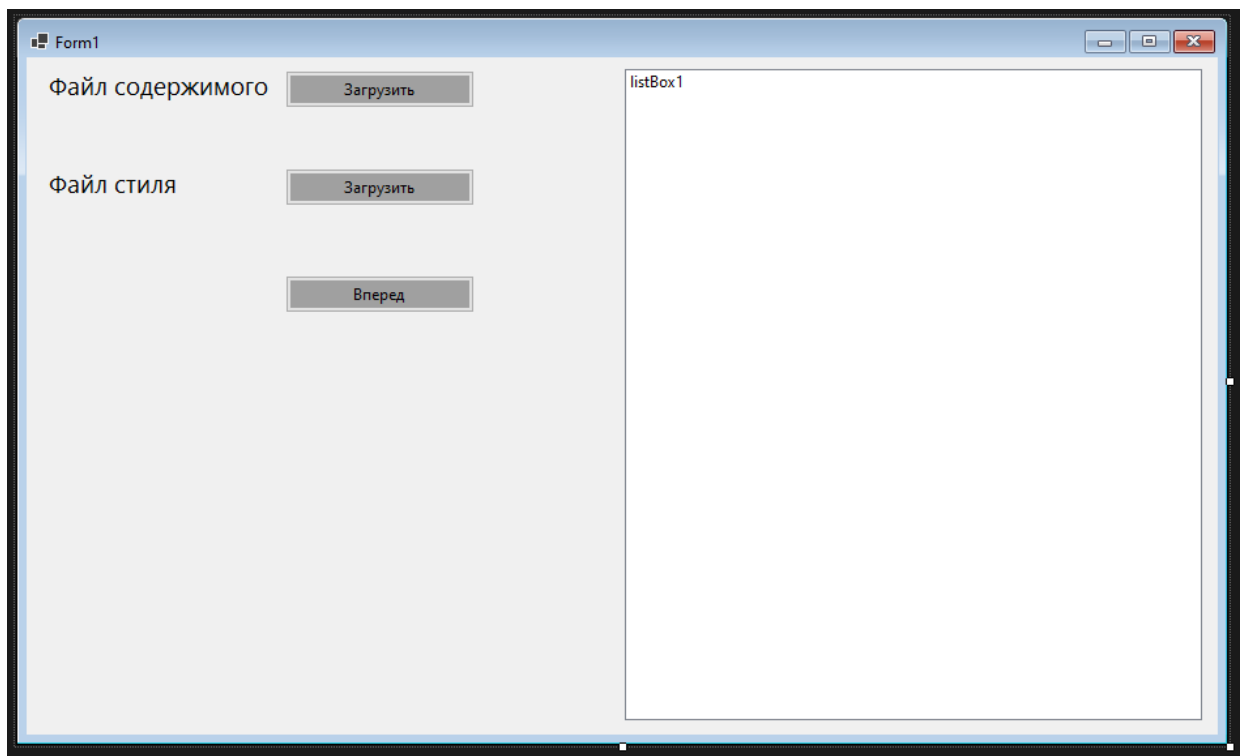 Form1
Файл содержимого
Загрузить
listBox1
Файл стиля
Загрузить
Вперед